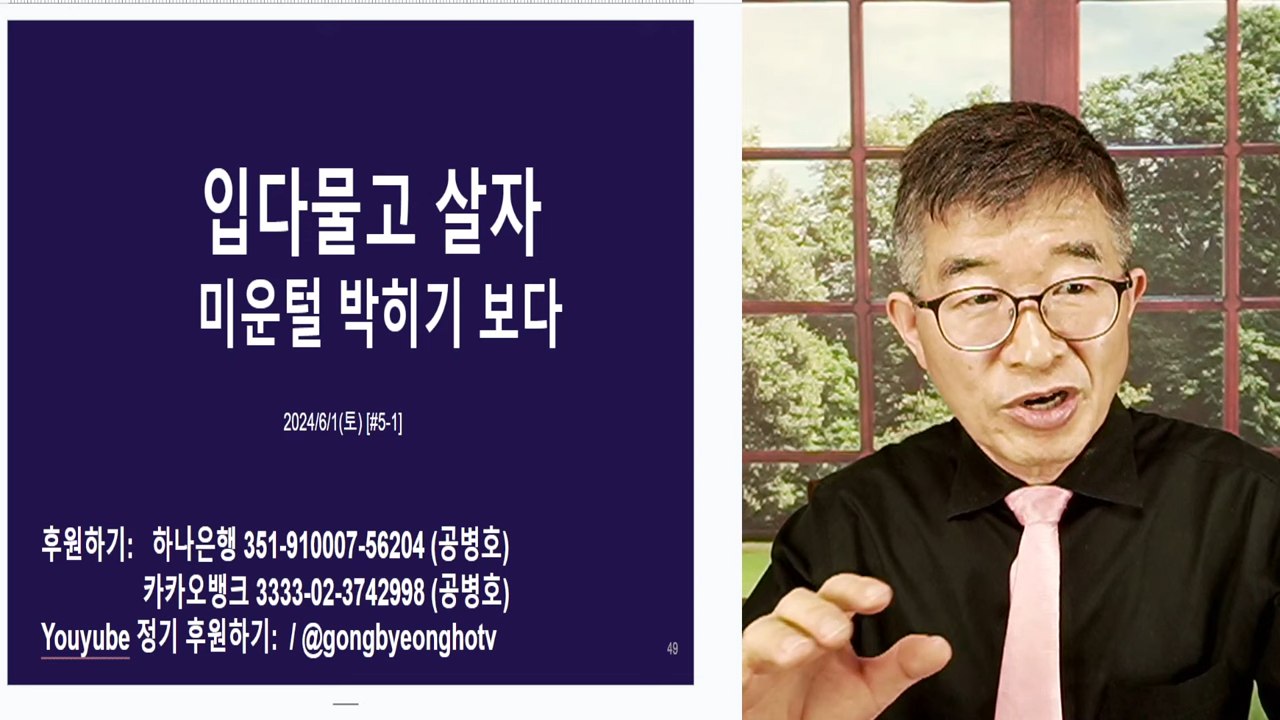 입다물고 살자
미운털 박히기 보다
2024/6/1(토) [#5-1]
후원하기: 하나은행 351-910007-56204 (공병호)
카카오뱅크 3333-02-3742998 (공병호)
Youyube 정기 후원하기: / @gongbyeonghotv
49